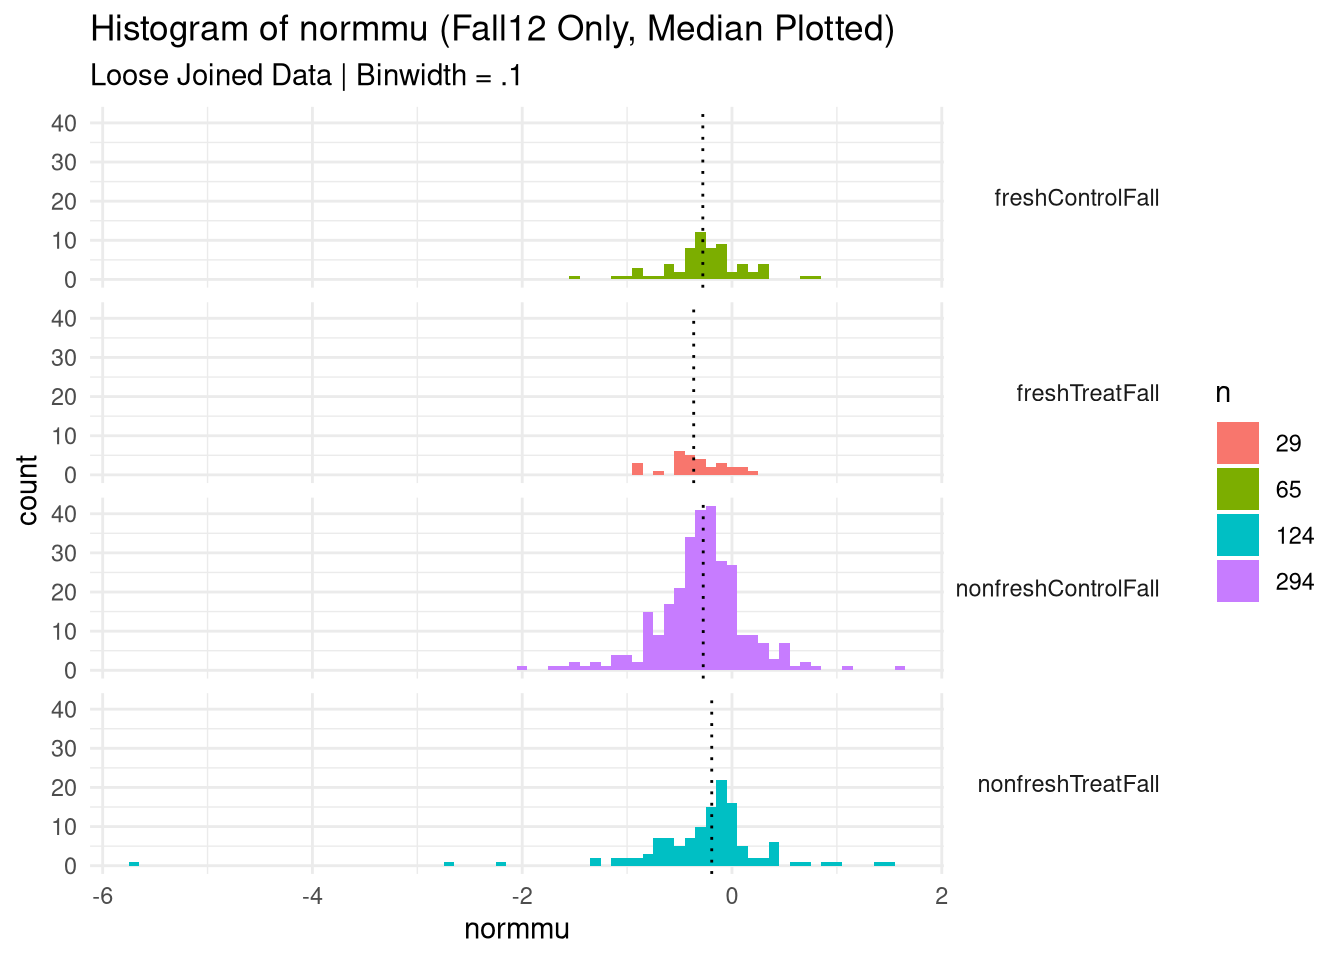 Histogram of normmu (Fall12 Only, Median Plotted)
Loose Joined Data | Binwidth = .1
count
40
30
20
10
0
freshControlFall
40
30
20
10
0
freshTreatFall
40
30
20
10
0
nonfreshControlFall
40
30
20
10
0
nonfreshTreatFall
-6 -4 -2 0 2
normmu
n
29
65
124
294